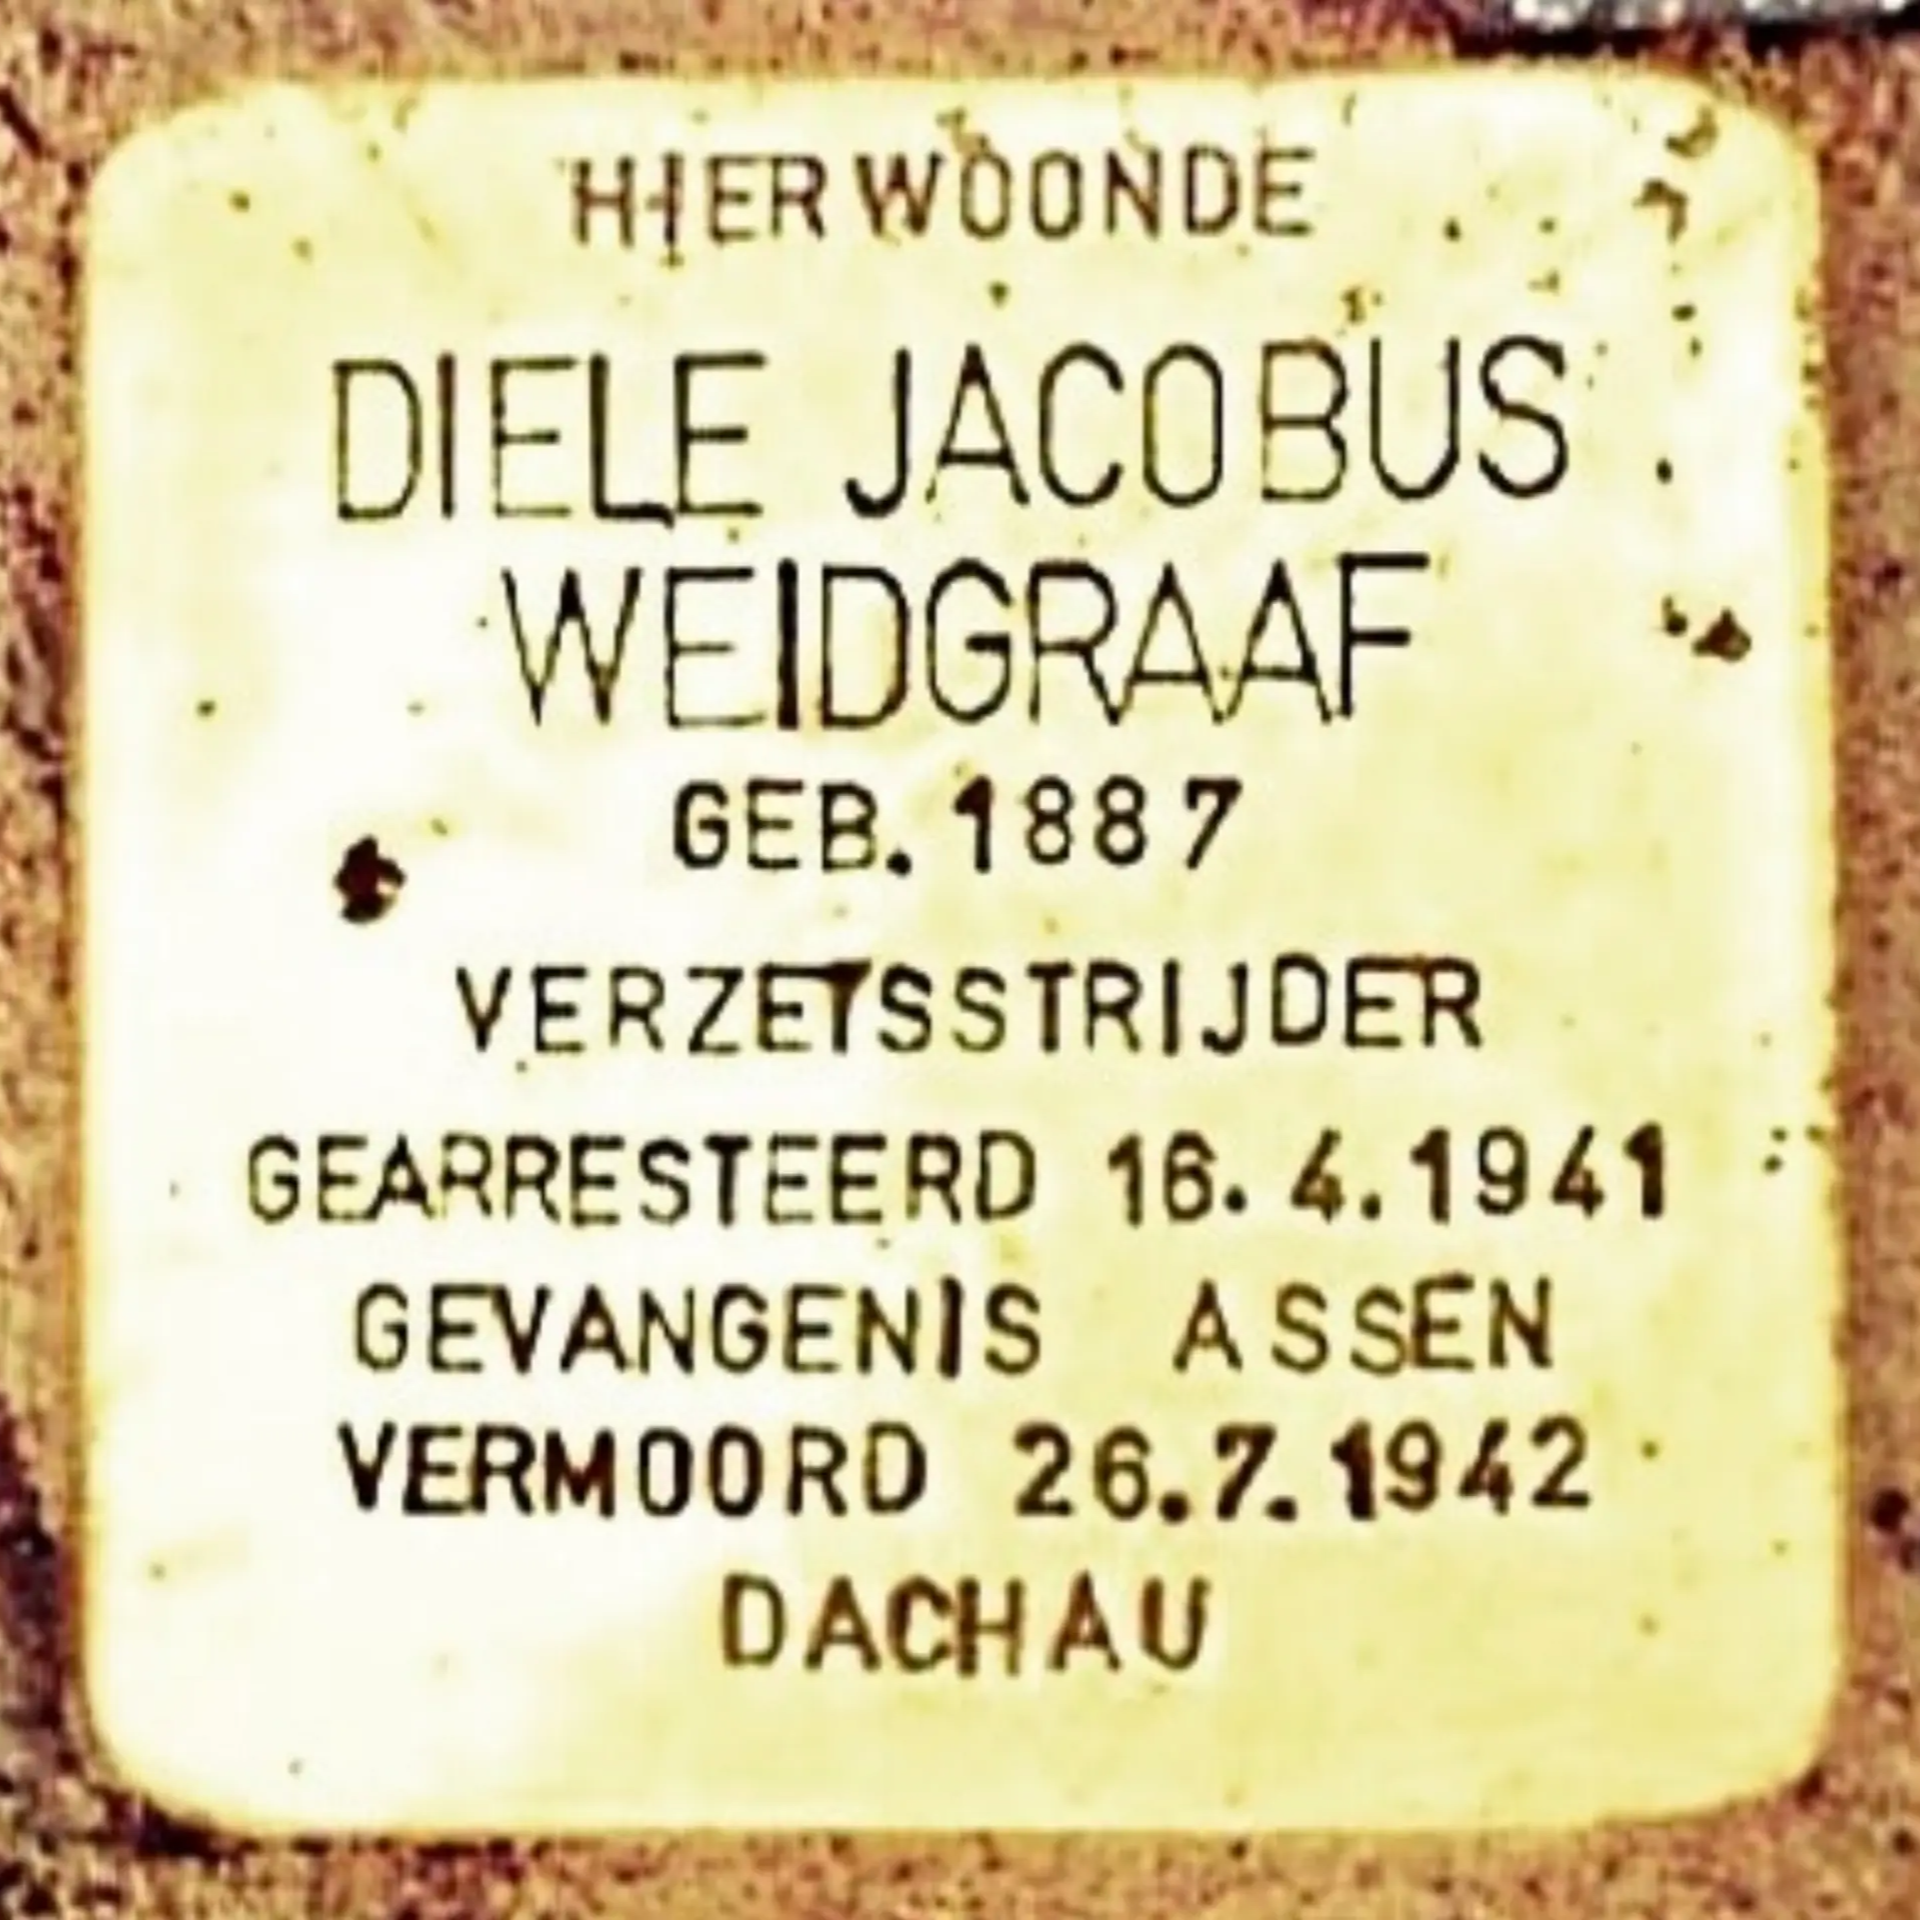 HIER WOONDE
DIELE JACOBUS
WEIDGRAAF
GEB. 1887
VERZETSSTRIJDER
GEARRESTEERD 16.4.1941
GEVANGENIS ASSEN
VERMOORD 26.7.1942
DACHAU